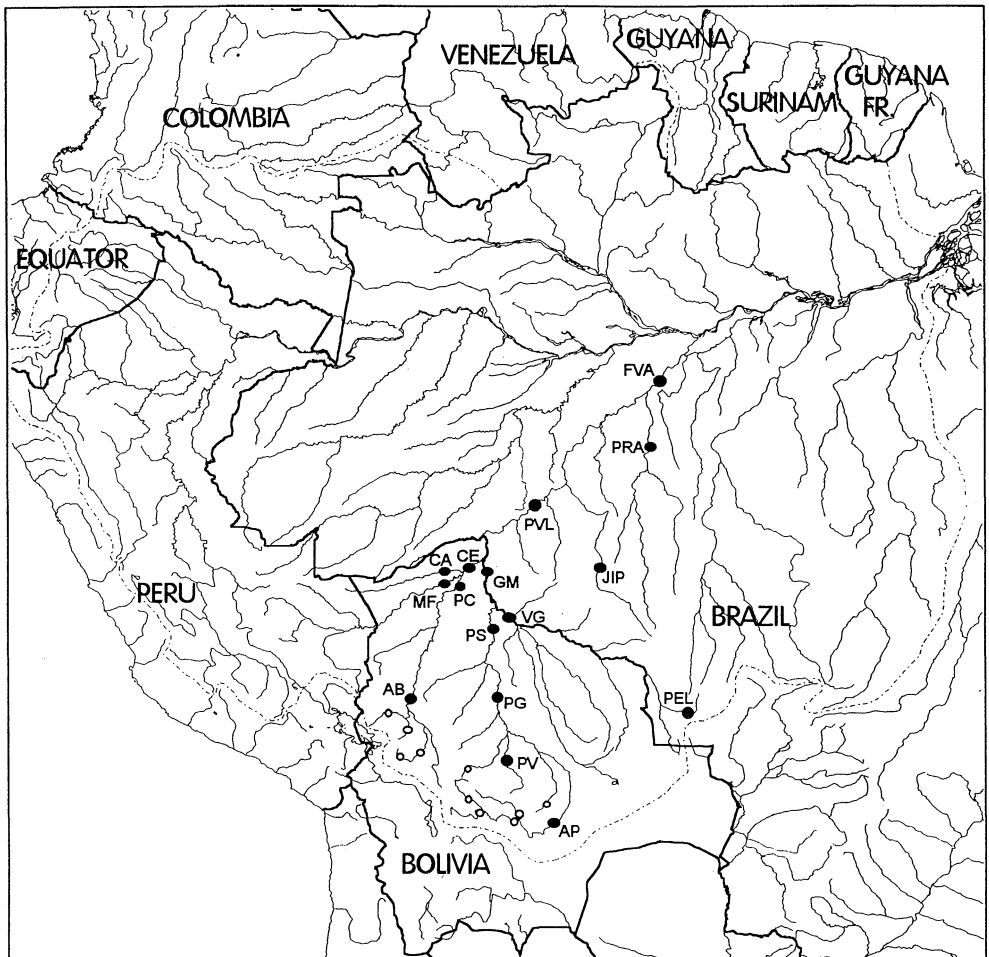 GUYANA
VENEZUELA
GUYANA
FR.
SURINAM
COLOMBIA
EQUATOR
FVA
PRA
PVL
CA
CE
GM
JIP
MF
PC
PERU
VG
BRAZIL
PS
AB
PG
PEL
PV
AP
BOLIVIA